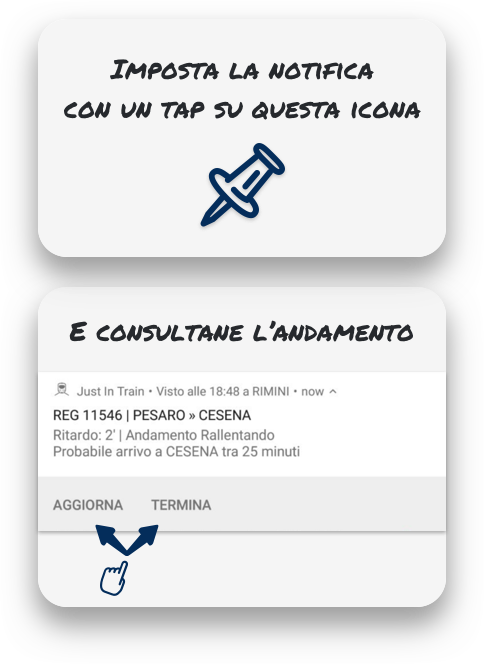 Imposta la notifica
con un tap su questa icona
E consultane l'andamento
Just In Train • Visto alle 18:48 a RIMINI • now
REG 11546 | PESARO » CESENA
Ritardo: 2' | Andamento Rallentando
Probabile arrivo a CESENA tra 25 minuti
AGGIORNA TERMINA